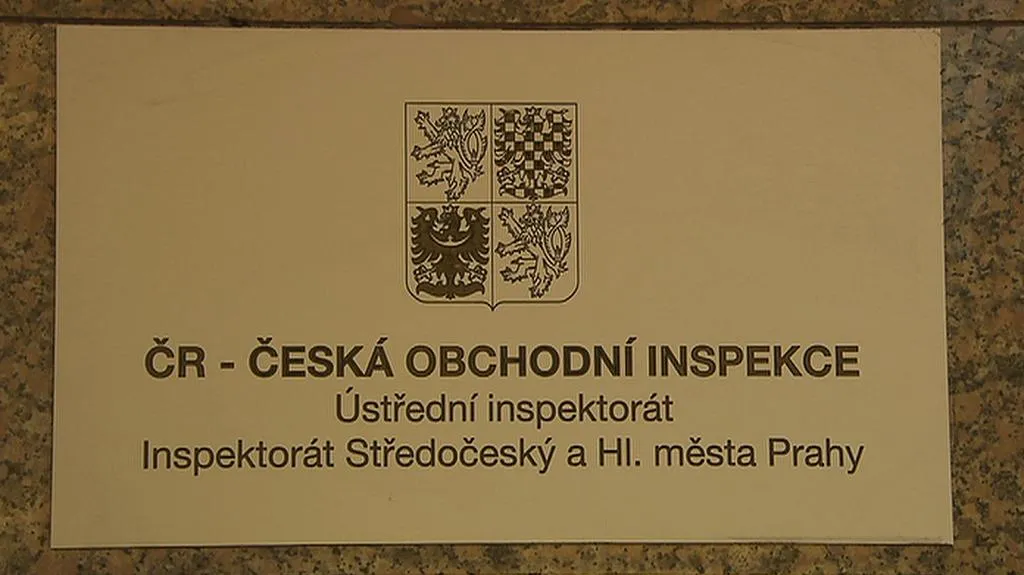 ČR - ČESKÁ OBCHODNÍ INSPEKCE
Ústřední inspektorát
Inspektorát Středočeský a Hl. města Prahy